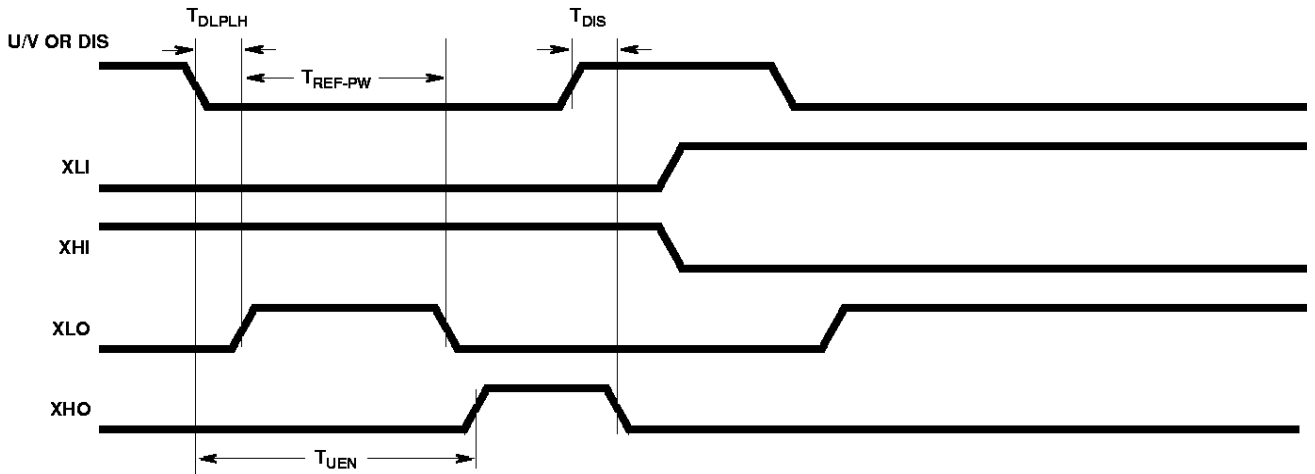 TDLPLH
TDIS
U/V OR DIS
TREF-PW
XLI
XHI
XLO
XHO
TUEN